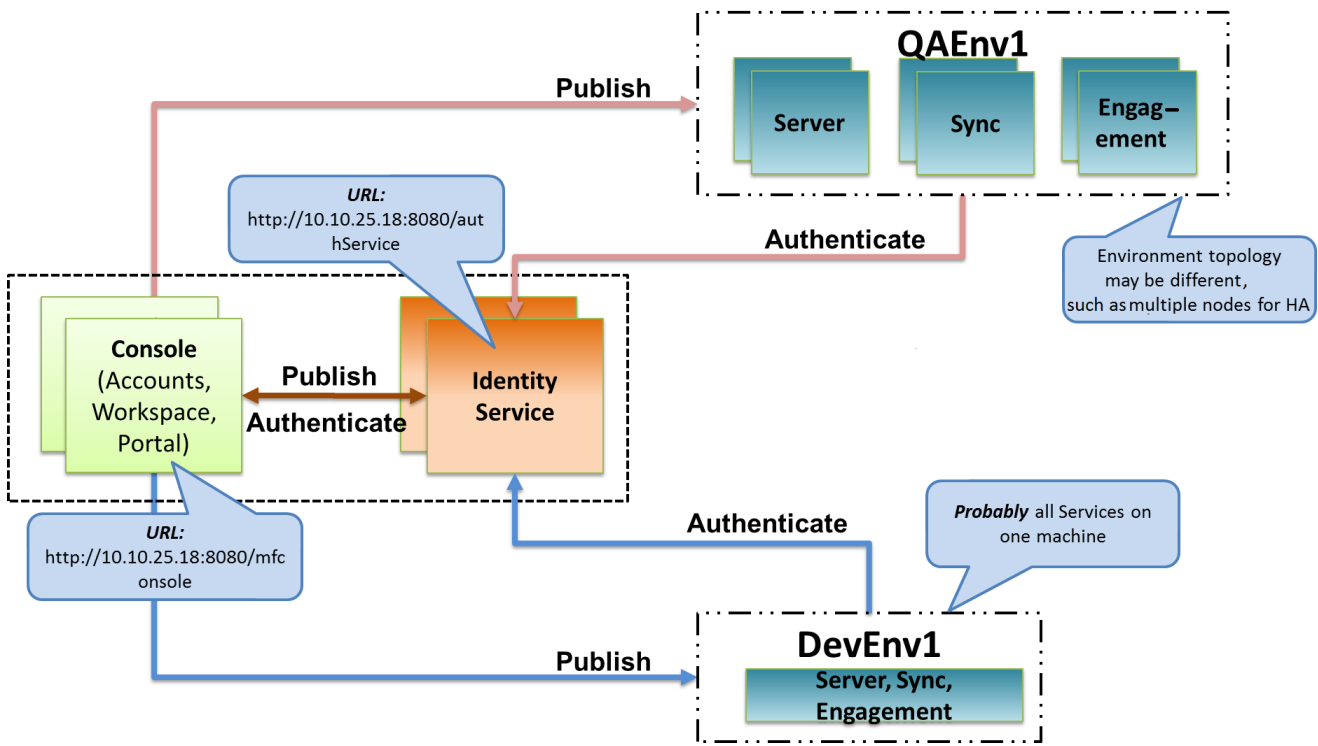 QAEnv1
Publish
Server
Sync
Engag-
ement
URL:
http://10.10.25.18:8080/aut
hService
Authenticate
Environment topology
may be different,
such as multiple nodes for HA
Console
(Accounts,
Workspace,
Portal)
Publish
Authenticate
Identity
Service
URL:
http://10.10.25.18:8080/mfc
onsole
Authenticate
Probably all Services on
one machine
Publish
DevEnv1
Server, Sync,
Engagement